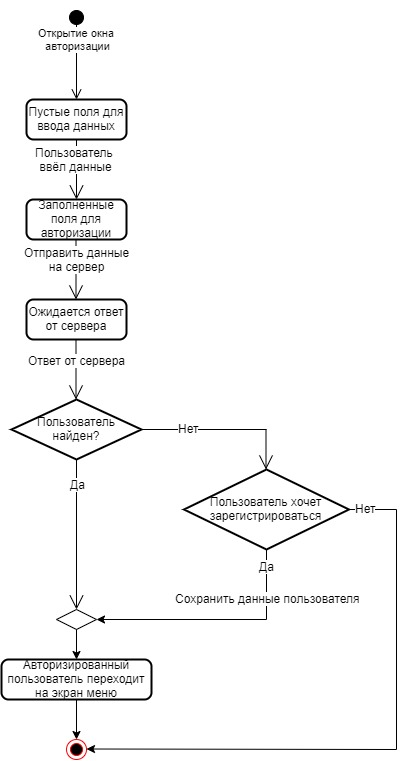 Открытие окна
авторизации
Пустые поля для
ввода данных
Пользователь
ввёл данные
Заполненные
поля для
авторизации
Отправить данные
на сервер
Ожидается ответ
от сервера
Ответ от сервера
Пользователь
найден?
Нет
Да
Пользователь хочет
зарегистрироваться
Нет
Да
Сохранить данные пользователя
Авторизированный
пользователь переходит
на экран меню